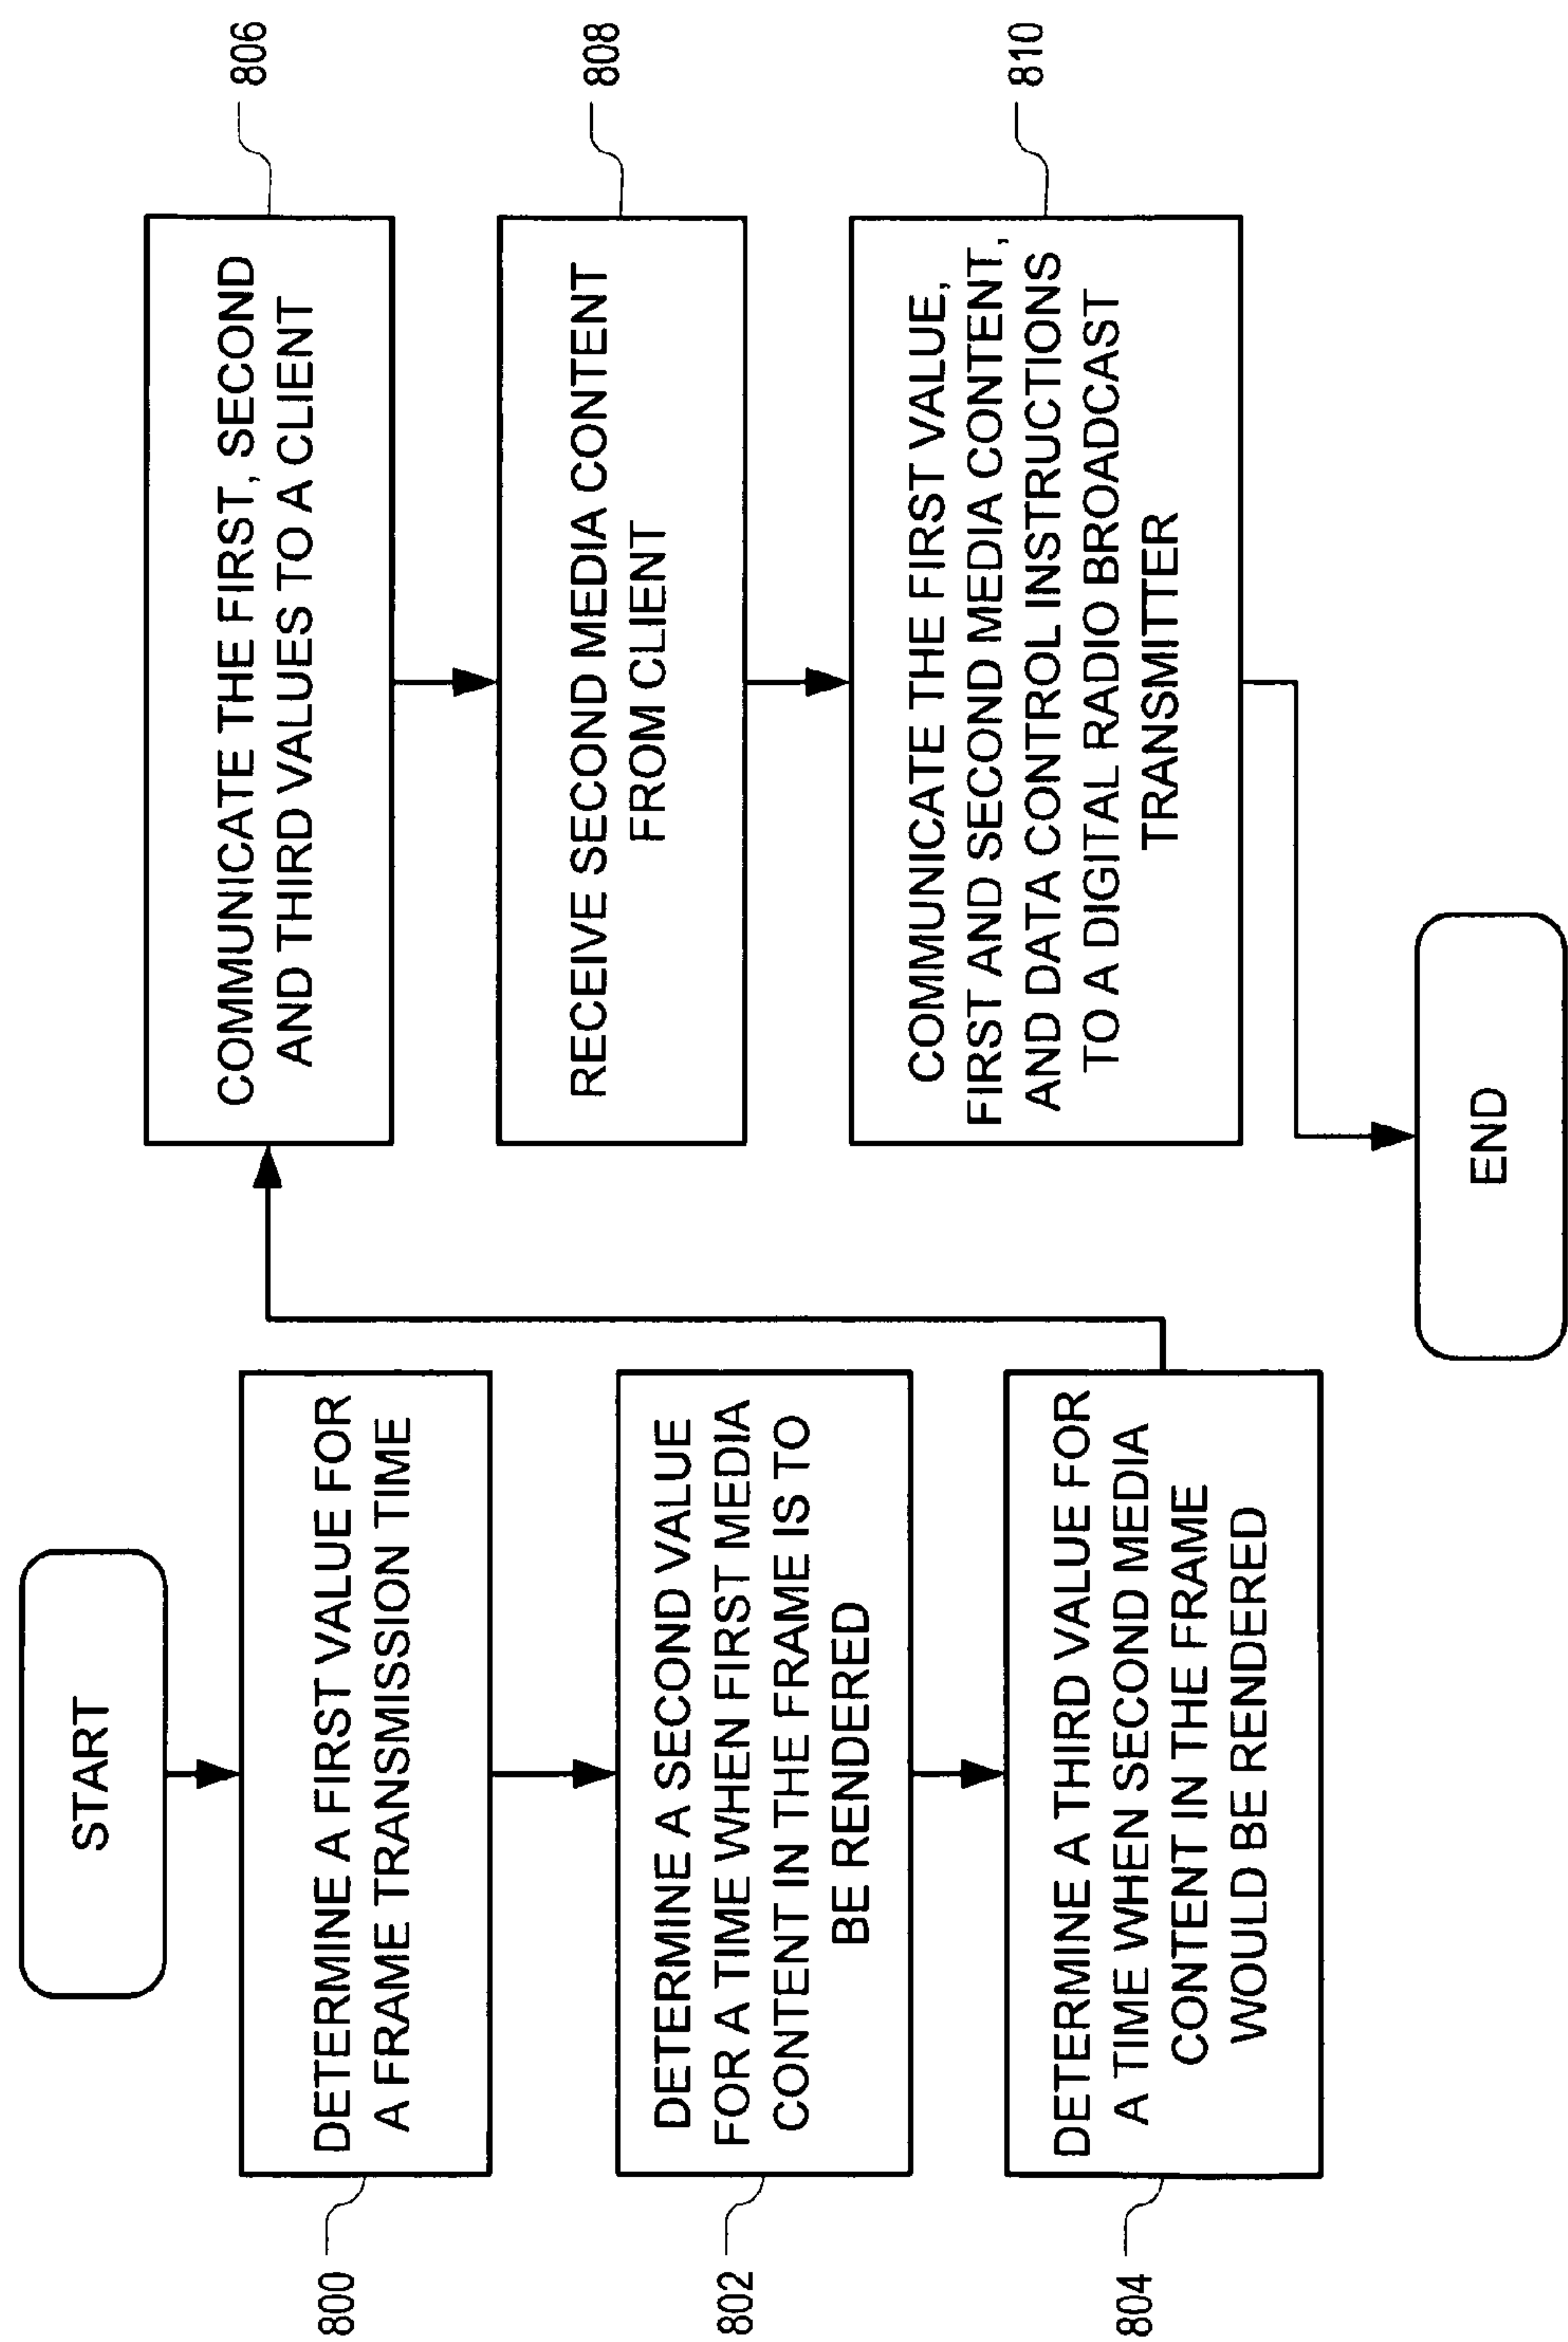 START
DETERMINE A FIRST VALUE FOR
A FRAME TRANSMISSION TIME
800
DETERMINE A SECOND VALUE
FOR A TIME WHEN FIRST MEDIA
CONTENT IN THE FRAME IS TO
BE RENDERED
802
DETERMINE A THIRD VALUE FOR
A TIME WHEN SECOND MEDIA
CONTENT IN THE FRAME
WOULD BE RENDERED
804
COMMUNICATE THE FIRST, SECOND
AND THIRD VALUES TO A CLIENT
806
RECEIVE SECOND MEDIA CONTENT
FROM CLIENT
808
COMMUNICATE THE FIRST VALUE,
FIRST AND SECOND MEDIA CONTENT,
AND DATA CONTROL INSTRUCTIONS
TO A DIGITAL RADIO BROADCAST
TRANSMITTER
810
END